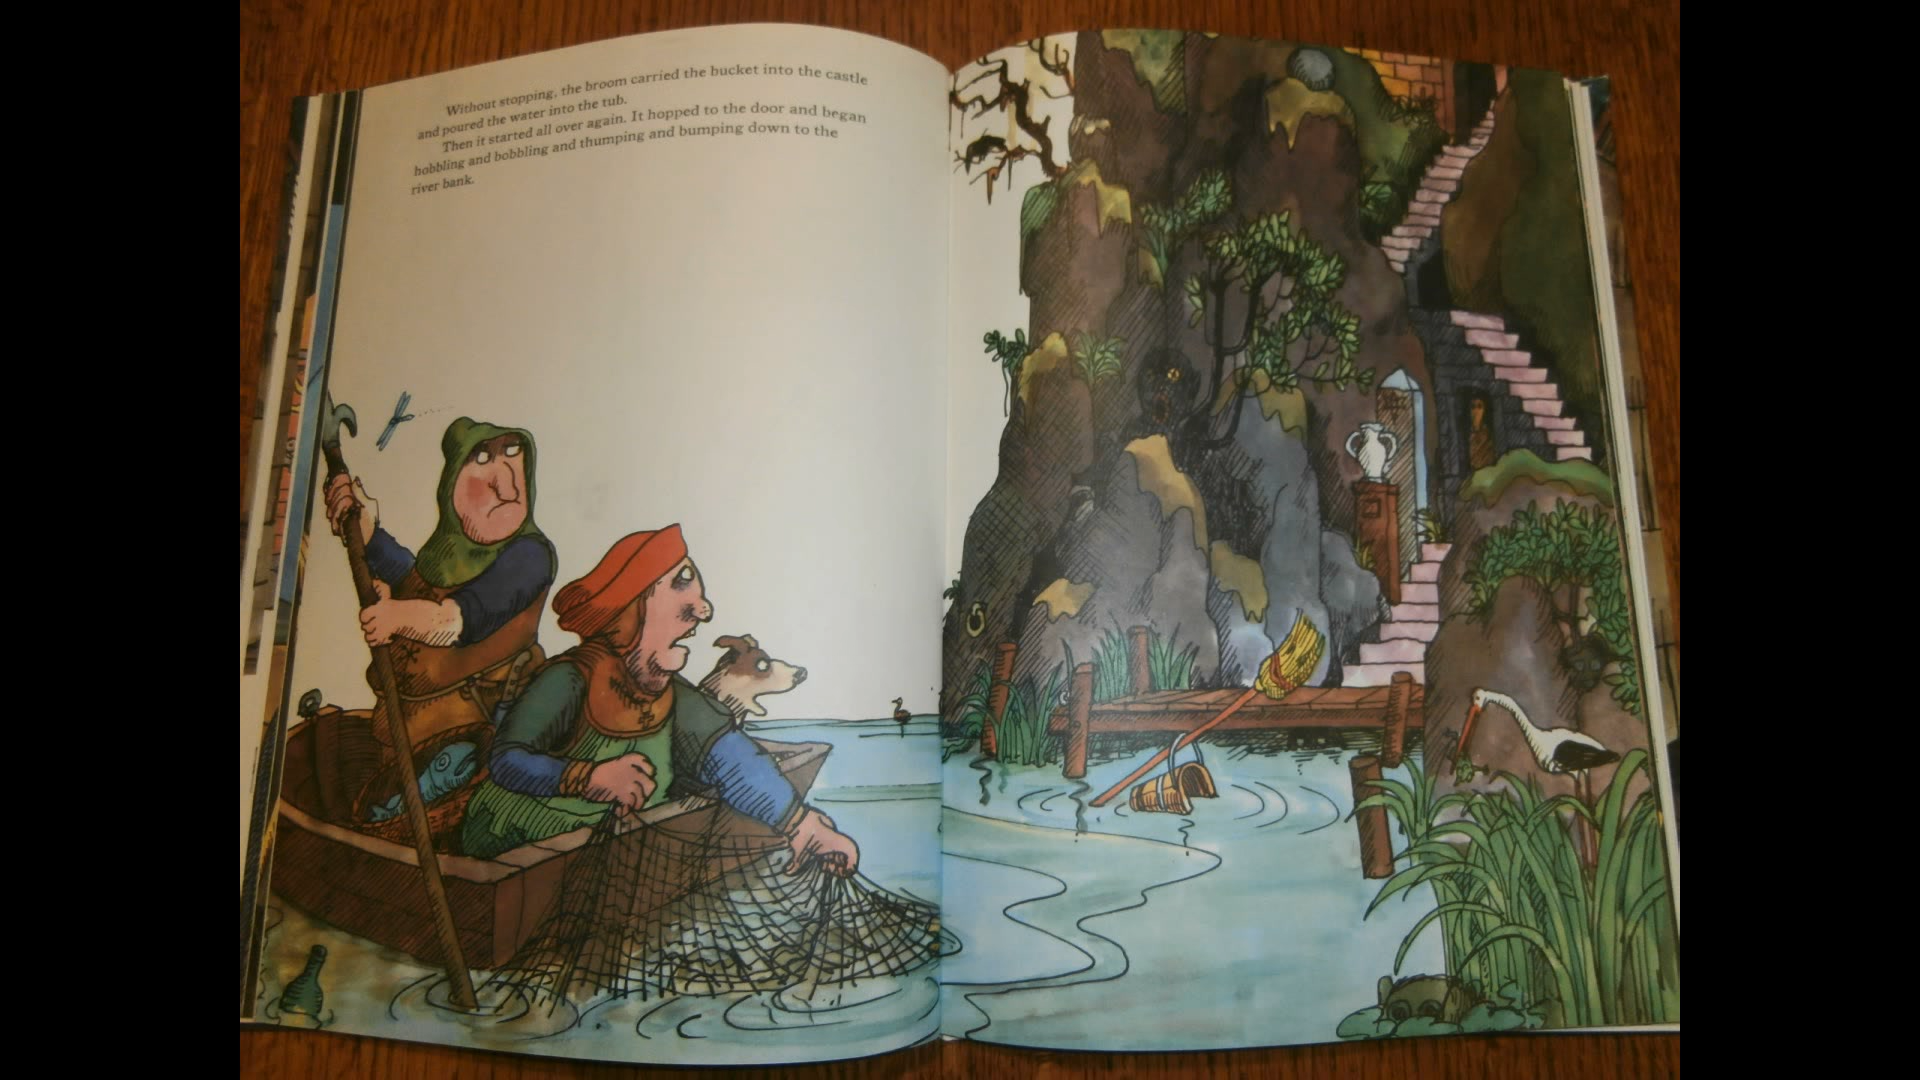 Without stopping, the broom carried the bucket into the castle
and poured the water into the tub.
Then it started all over again. It hopped to the door and began
hobbling and bobbling and thumping and bumping down to the
river bank.